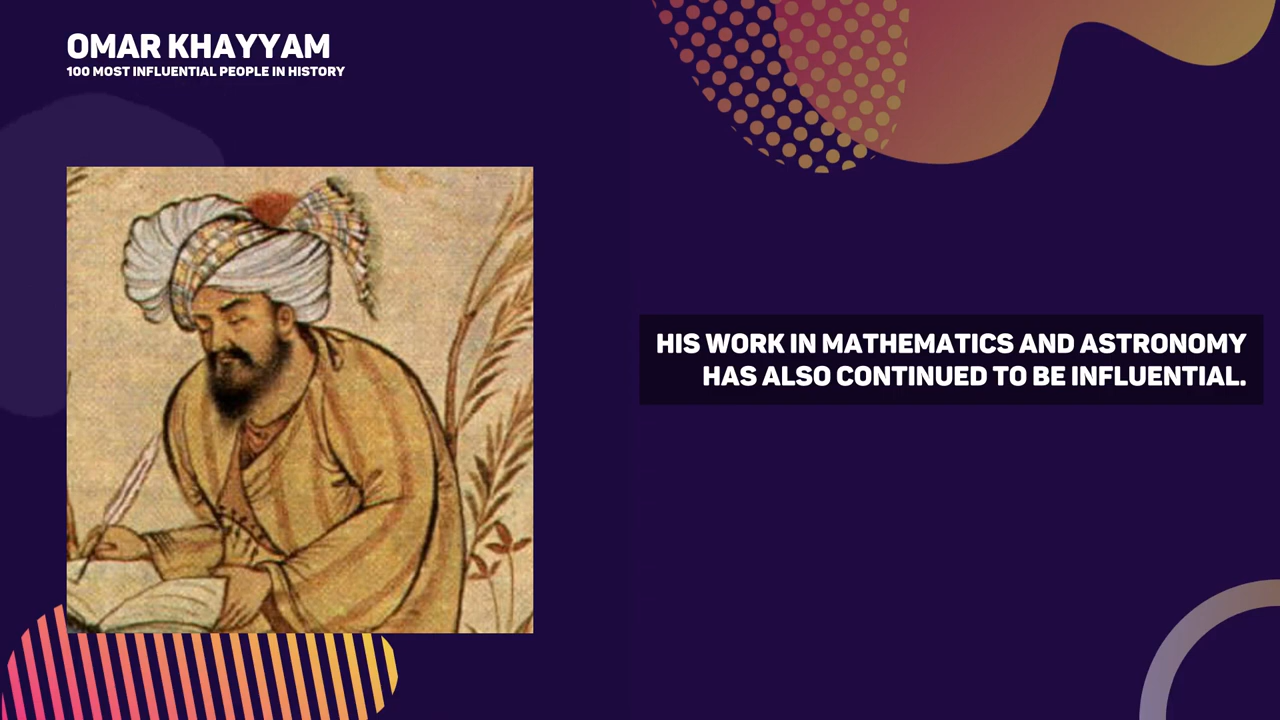 OMAR KHAYYAM
100 MOST INFLUENTIAL PEOPLE IN HISTORY
HIS WORK IN MATHEMATICS AND ASTRONOMY
HAS ALSO CONTINUED TO BE INFLUENTIAL.